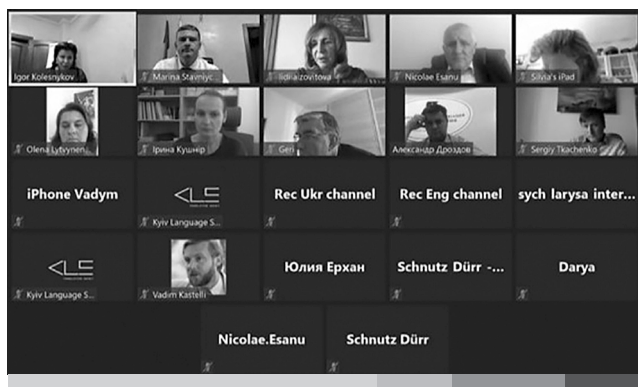 Igor Kolesnykov
Marina Stavniyc...
lidiiaizovitova
Nicolae Esanu
Silvia's iPad
Olena Lytvynen...
Ірина Кушнір
Geri
Александр Дроздов
Sergiy Tkachenko
iPhone Vadym
Kyiv Language S...
Rec Ukr channel
Rec Eng channel
sych larysa inter...
Kyiv Language S...
Vadim Kastelli
Юлия Ерхан
Schnutz Dürr -...
Darya
Nicolae.Esanu
Schnutz Dürr